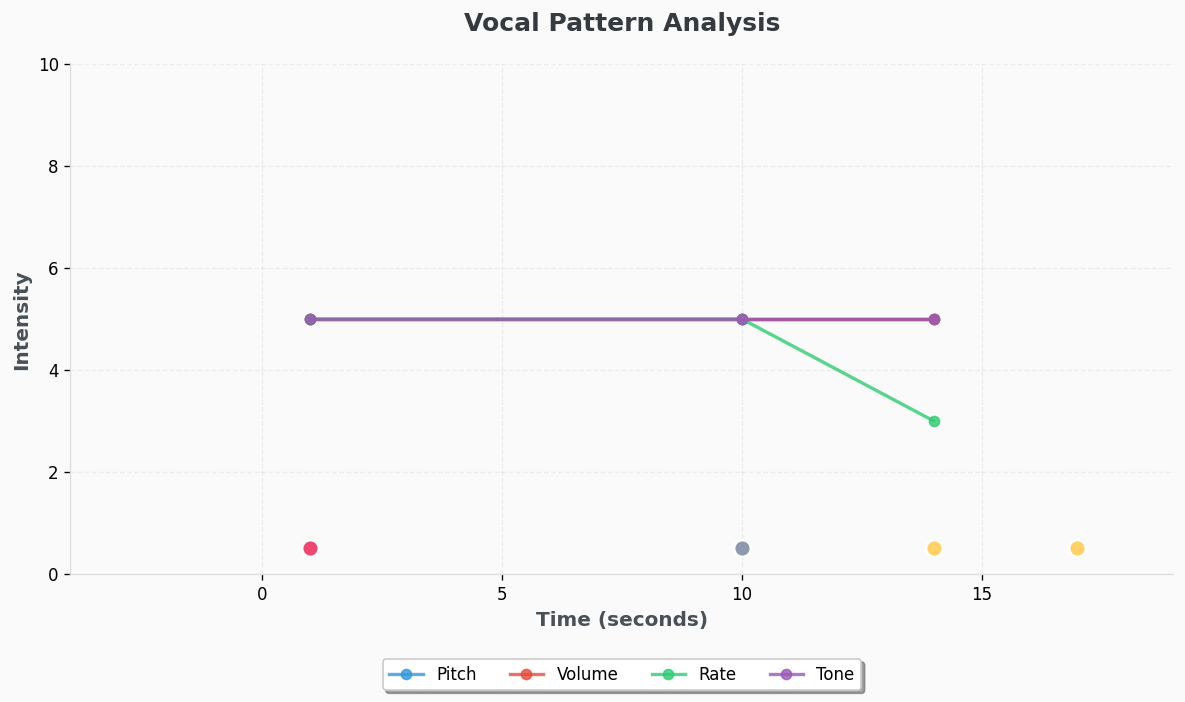 Vocal Pattern Analysis
10
8
6
4
2
0
Intensity
0 5 10 15
Time (seconds)
Pitch Volume Rate Tone